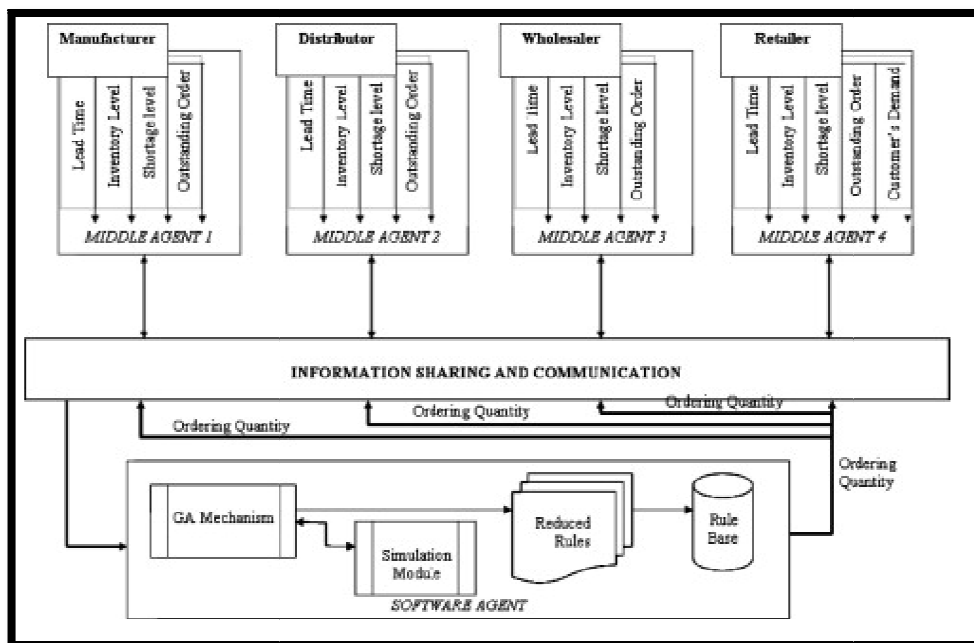 Manufacturer
Lead Time
Inventory Level
Shortage level
Outstanding Order
MIDDLE AGENT 1
Distributor
Lead Time
Inventory Level
Shortage level
Outstanding Order
MIDDLE AGENT 2
Wholesaler
Lead Time
Inventory Level
Shortage level
Outstanding Order
MIDDLE AGENT 3
Retailer
Lead Time
Inventory Level
Shortage level
Outstanding Order
Customer's Demand
MIDDLE AGENT 4
INFORMATION SHARING AND COMMUNICATION
Ordering Quantity
Ordering Quantity
Ordering Quantity
Ordering
Quantity
GA Mechanism
Simulation
Module
Reduced
Rules
Rule
Base
SOFTWARE AGENT